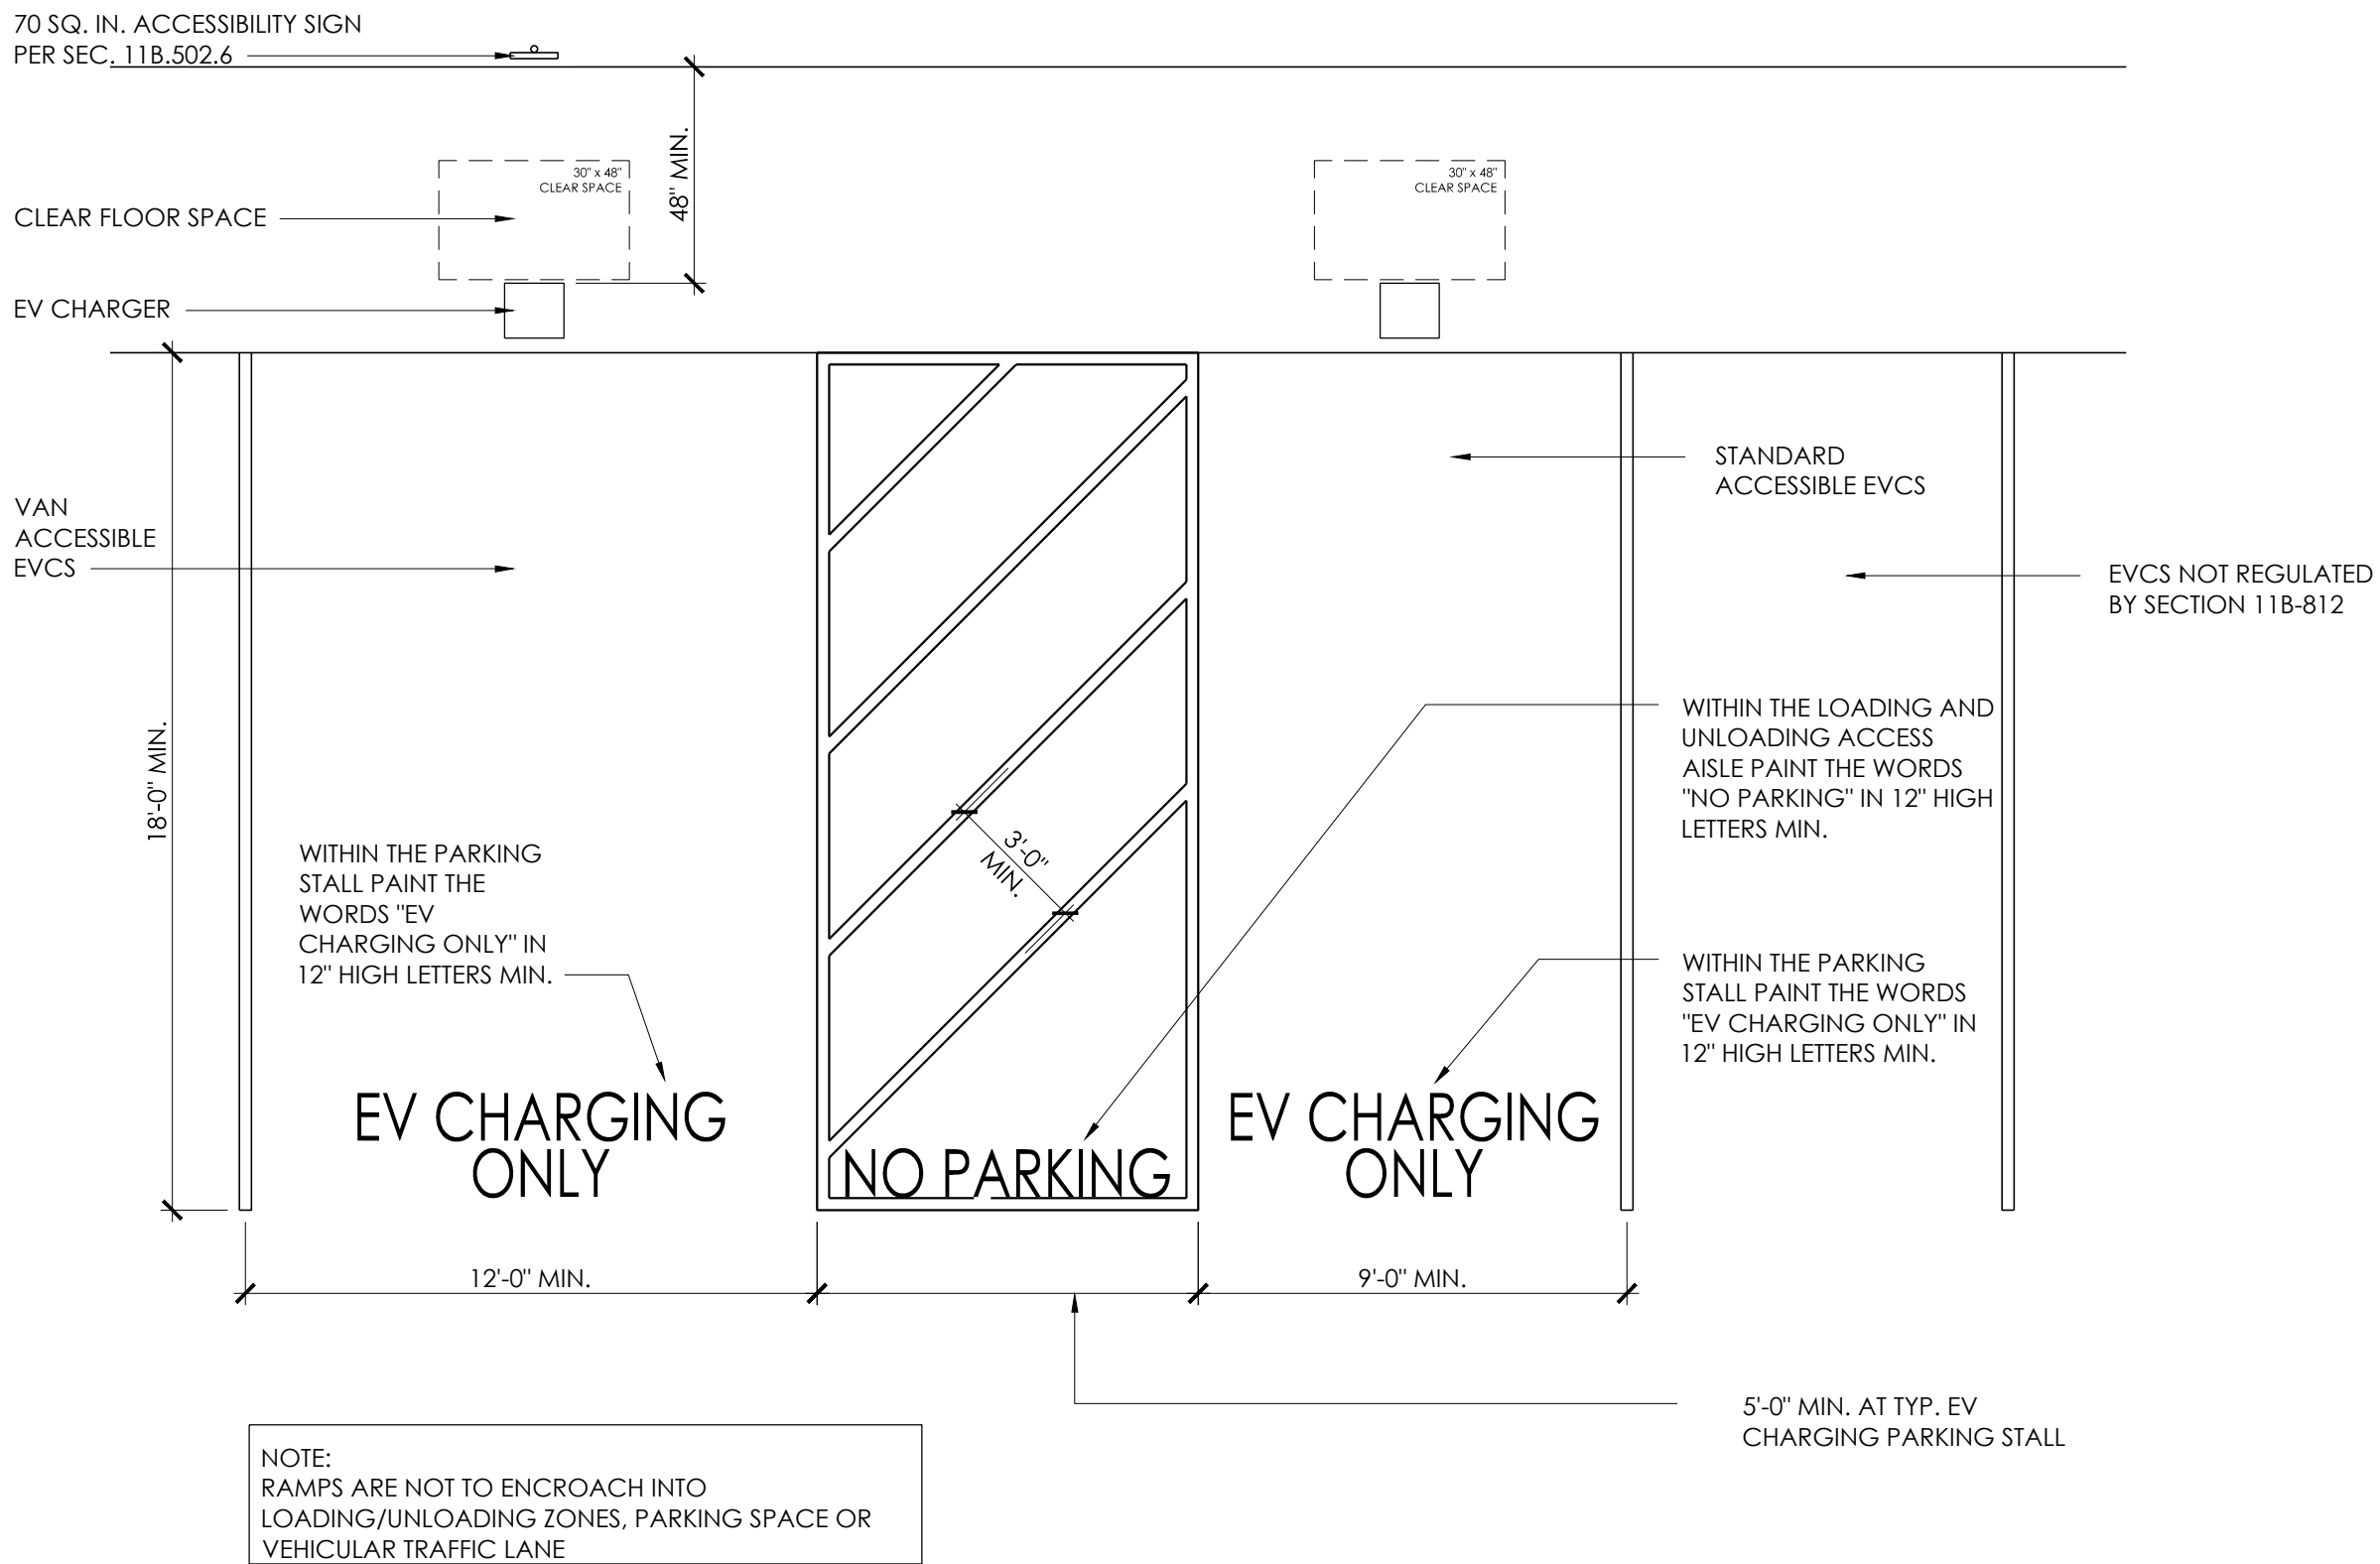 70 SQ. IN. ACCESSIBILITY SIGN
PER SEC. 11B.502.6
48" MIN.
30" x 48"
CLEAR SPACE
30" x 48"
CLEAR SPACE
CLEAR FLOOR SPACE
EV CHARGER
STANDARD
ACCESSIBLE EVCS
VAN
ACCESSIBLE
EVCS
EVCS NOT REGULATED
BY SECTION 11B-812
18'-0" MIN.
WITHIN THE LOADING AND
UNLOADING ACCESS
AISLE PAINT THE WORDS
"NO PARKING" IN 12" HIGH
LETTERS MIN.
3'-0"
MIN.
WITHIN THE PARKING
STALL PAINT THE
WORDS "EV
CHARGING ONLY" IN
12" HIGH LETTERS MIN.
WITHIN THE PARKING
STALL PAINT THE WORDS
"EV CHARGING ONLY" IN
12" HIGH LETTERS MIN.
EV CHARGING
ONLY
NO PARKING
EV CHARGING
ONLY
12'-0" MIN.
9'-0" MIN.
5'-0" MIN. AT TYP. EV
CHARGING PARKING STALL
NOTE:
RAMPS ARE NOT TO ENCROACH INTO
LOADING/UNLOADING ZONES, PARKING SPACE OR
VEHICULAR TRAFFIC LANE